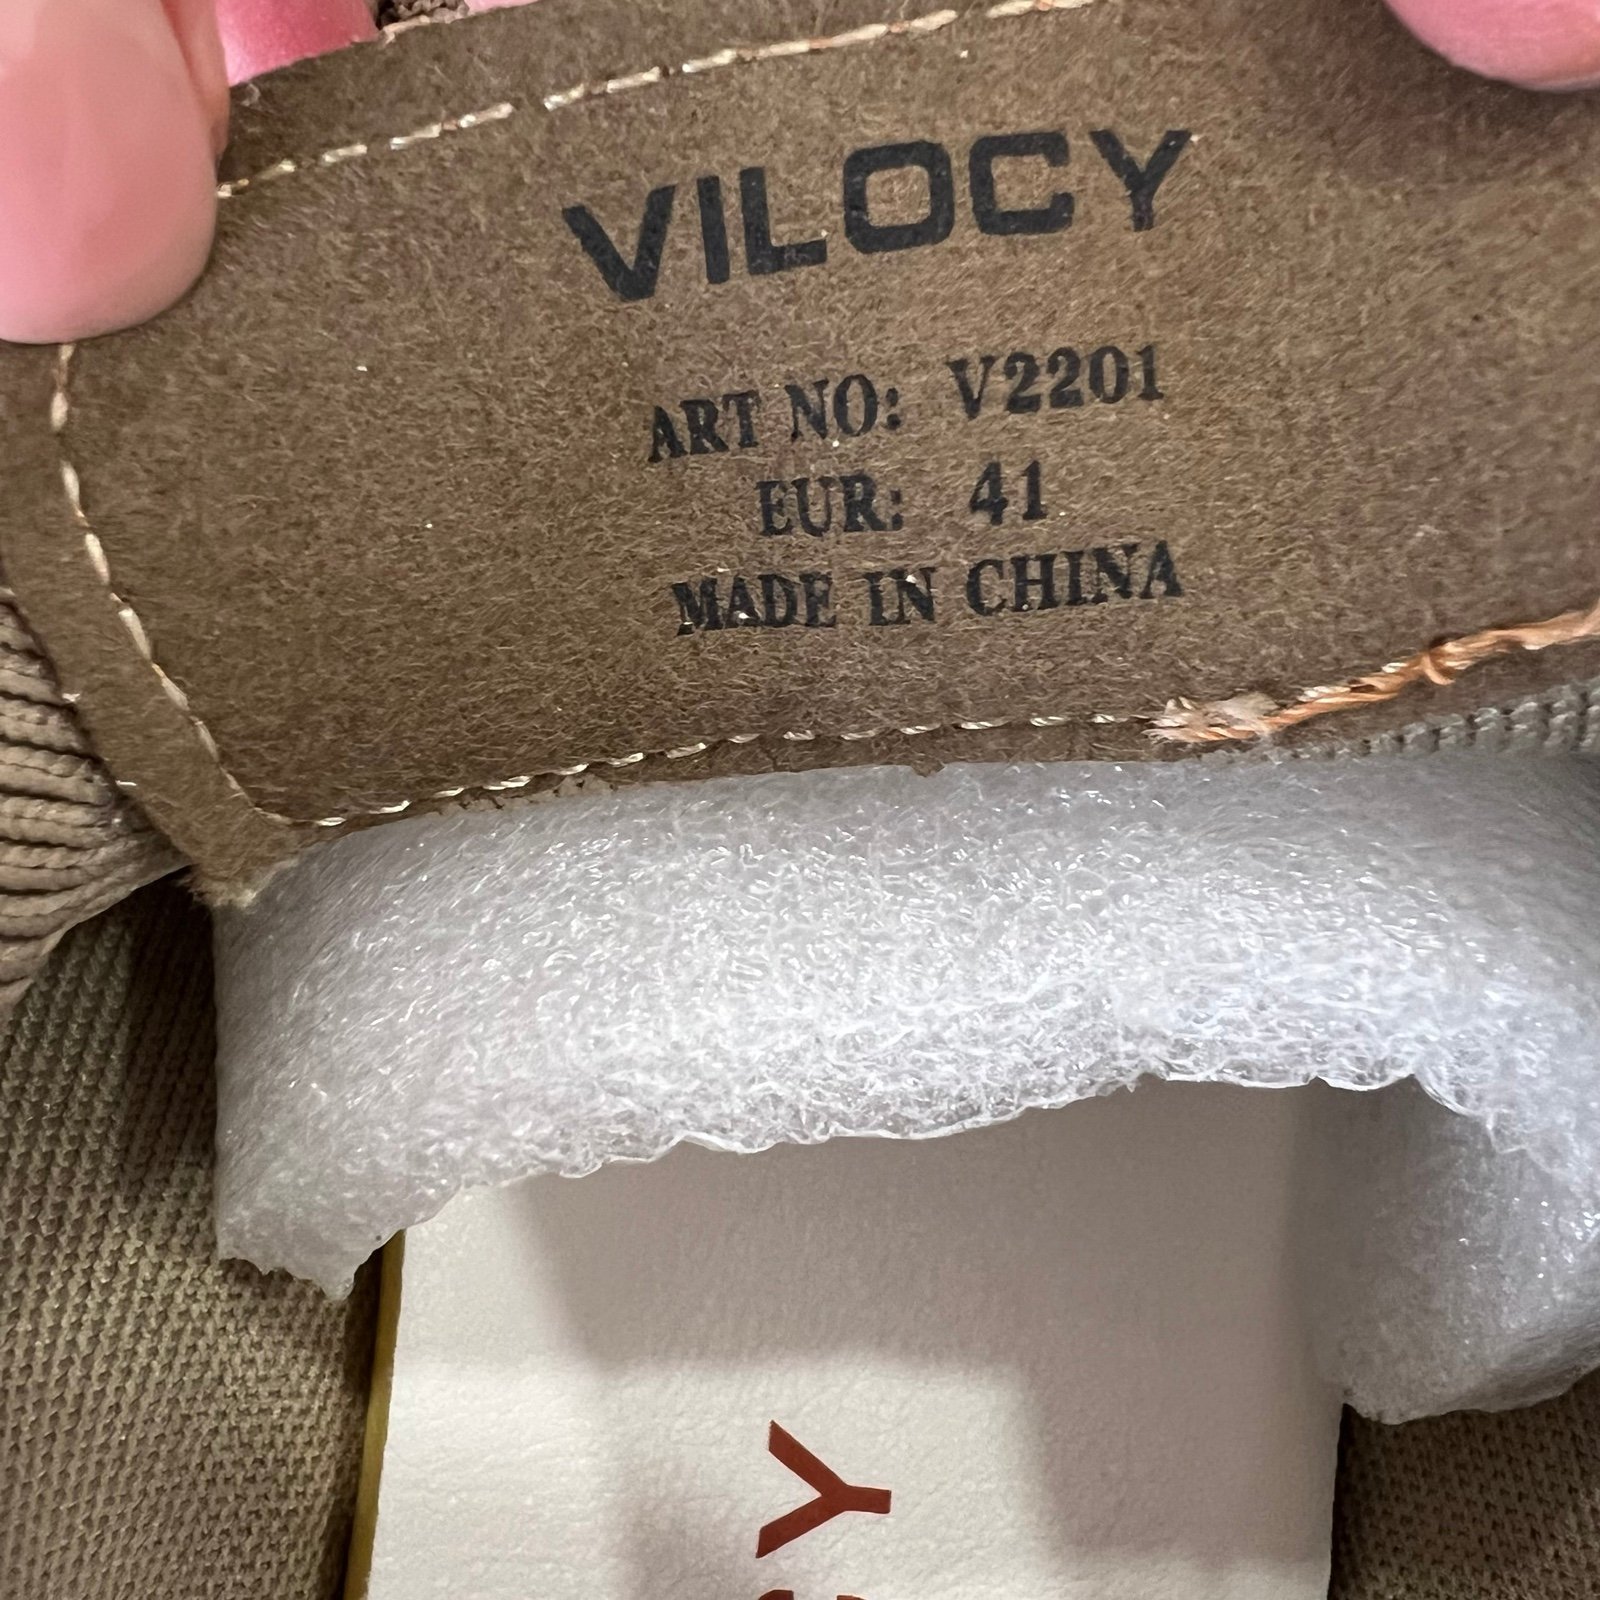 VILOCY
ART NO: V2201
EUR: 41
MADE IN CHINA
Y